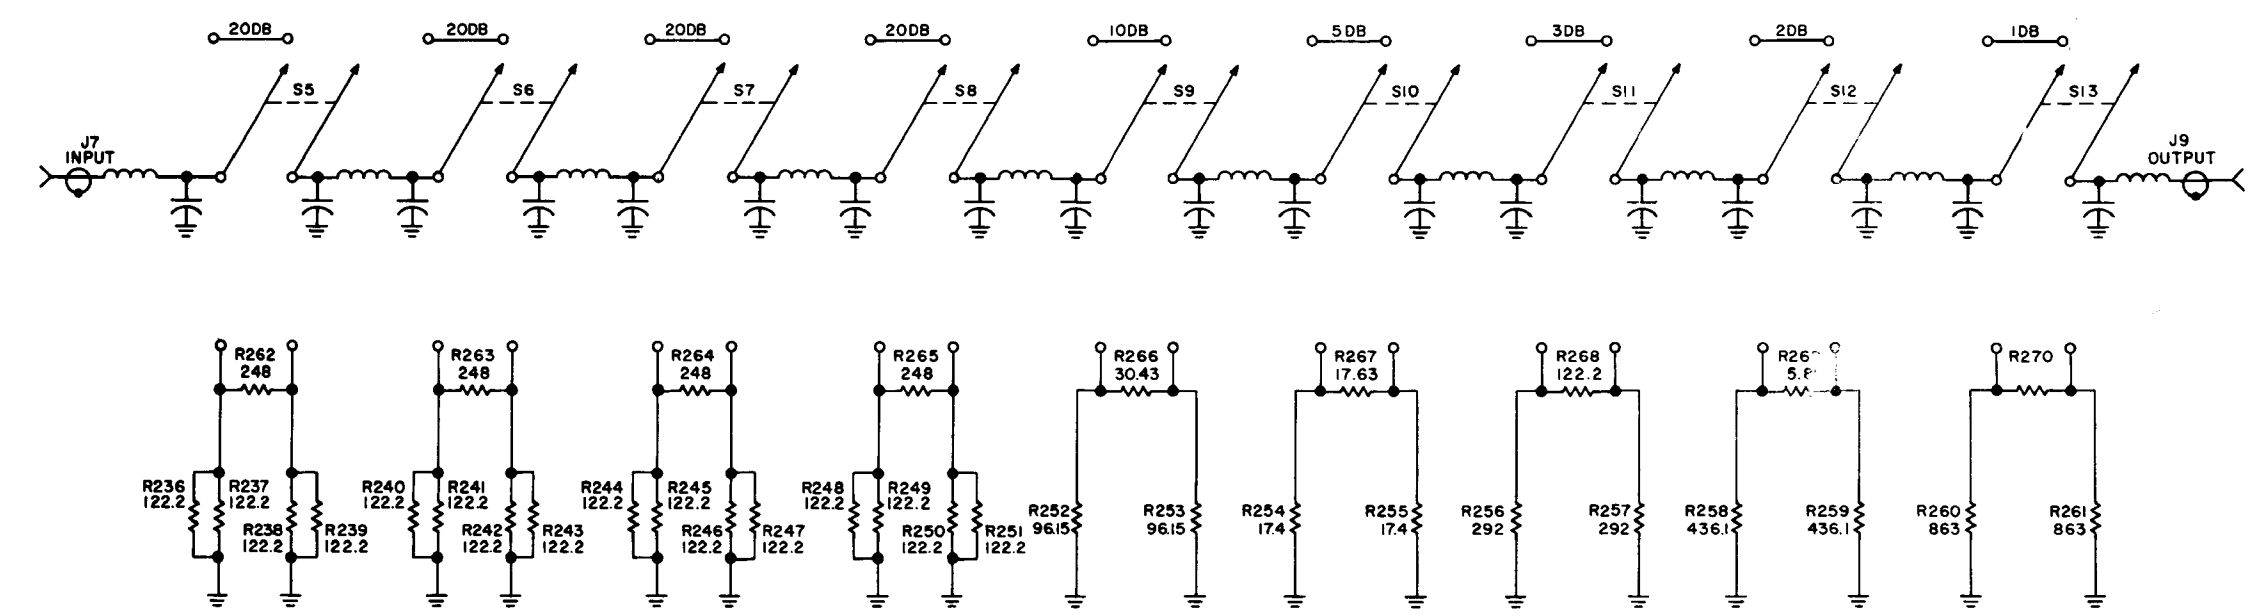 20DB
20DB
20DB
20DB
10DB
5DB
3DB
2DB
1DB
S5
S6
S7
S8
S9
S10
S11
S12
S13
J7
INPUT
J9
OUTPUT
R262
248
R263
248
R264
248
R265
248
R266
30.43
R267
17.63
R268
122.2
R270
R236
122.2
R237
122.2
R238
122.2
R239
122.2
R240
122.2
R241
122.2
R242
122.2
R243
122.2
R244
122.2
R245
122.2
R246
122.2
R247
122.2
R248
122.2
R249
122.2
R250
122.2
R251
122.2
R252
96.15
R253
96.15
R254
17.4
R255
17.4
R256
292
R257
292
R258
436.1
R259
436.1
R260
863
R261
863